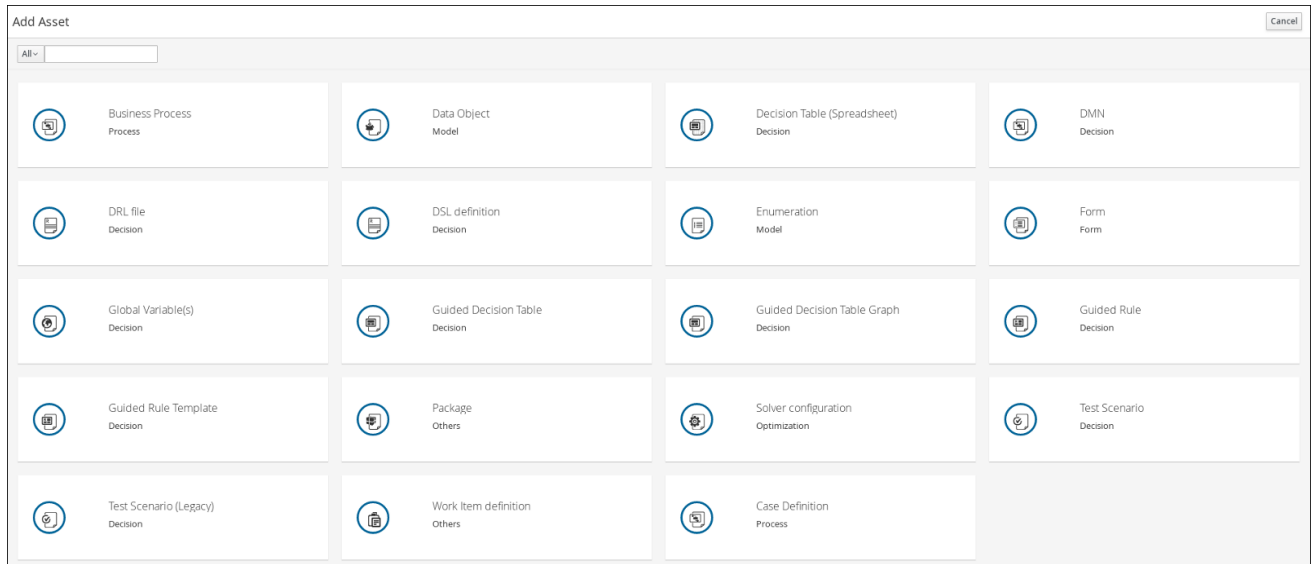 Add Asset
Cancel
All
Business Process
Process
Data Object
Model
Decision Table (Spreadsheet)
Decision
DMN
Decision
DRL file
Decision
DSL definition
Decision
Enumeration
Model
Form
Form
Global Variable(s)
Decision
Guided Decision Table
Decision
Guided Decision Table Graph
Decision
Guided Rule
Decision
Guided Rule Template
Decision
Package
Others
Solver configuration
Optimization
Test Scenario
Decision
Test Scenario (Legacy)
Decision
Work Item definition
Others
Case Definition
Process